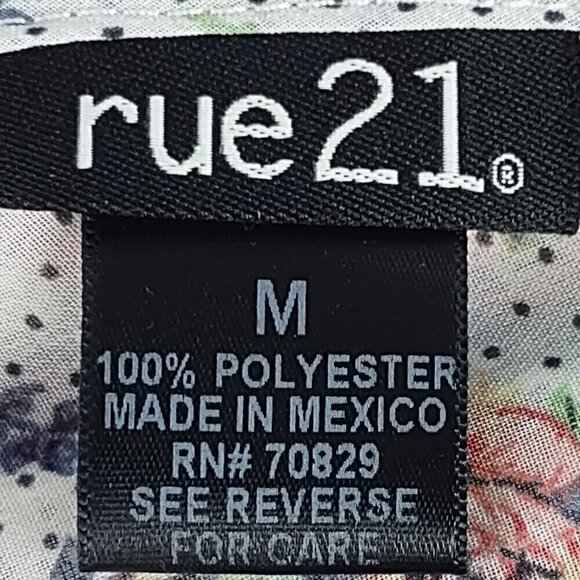 rue21®
M
100% POLYESTER
MADE IN MEXICO
RN# 70829
SEE REVERSE
FOR CARE